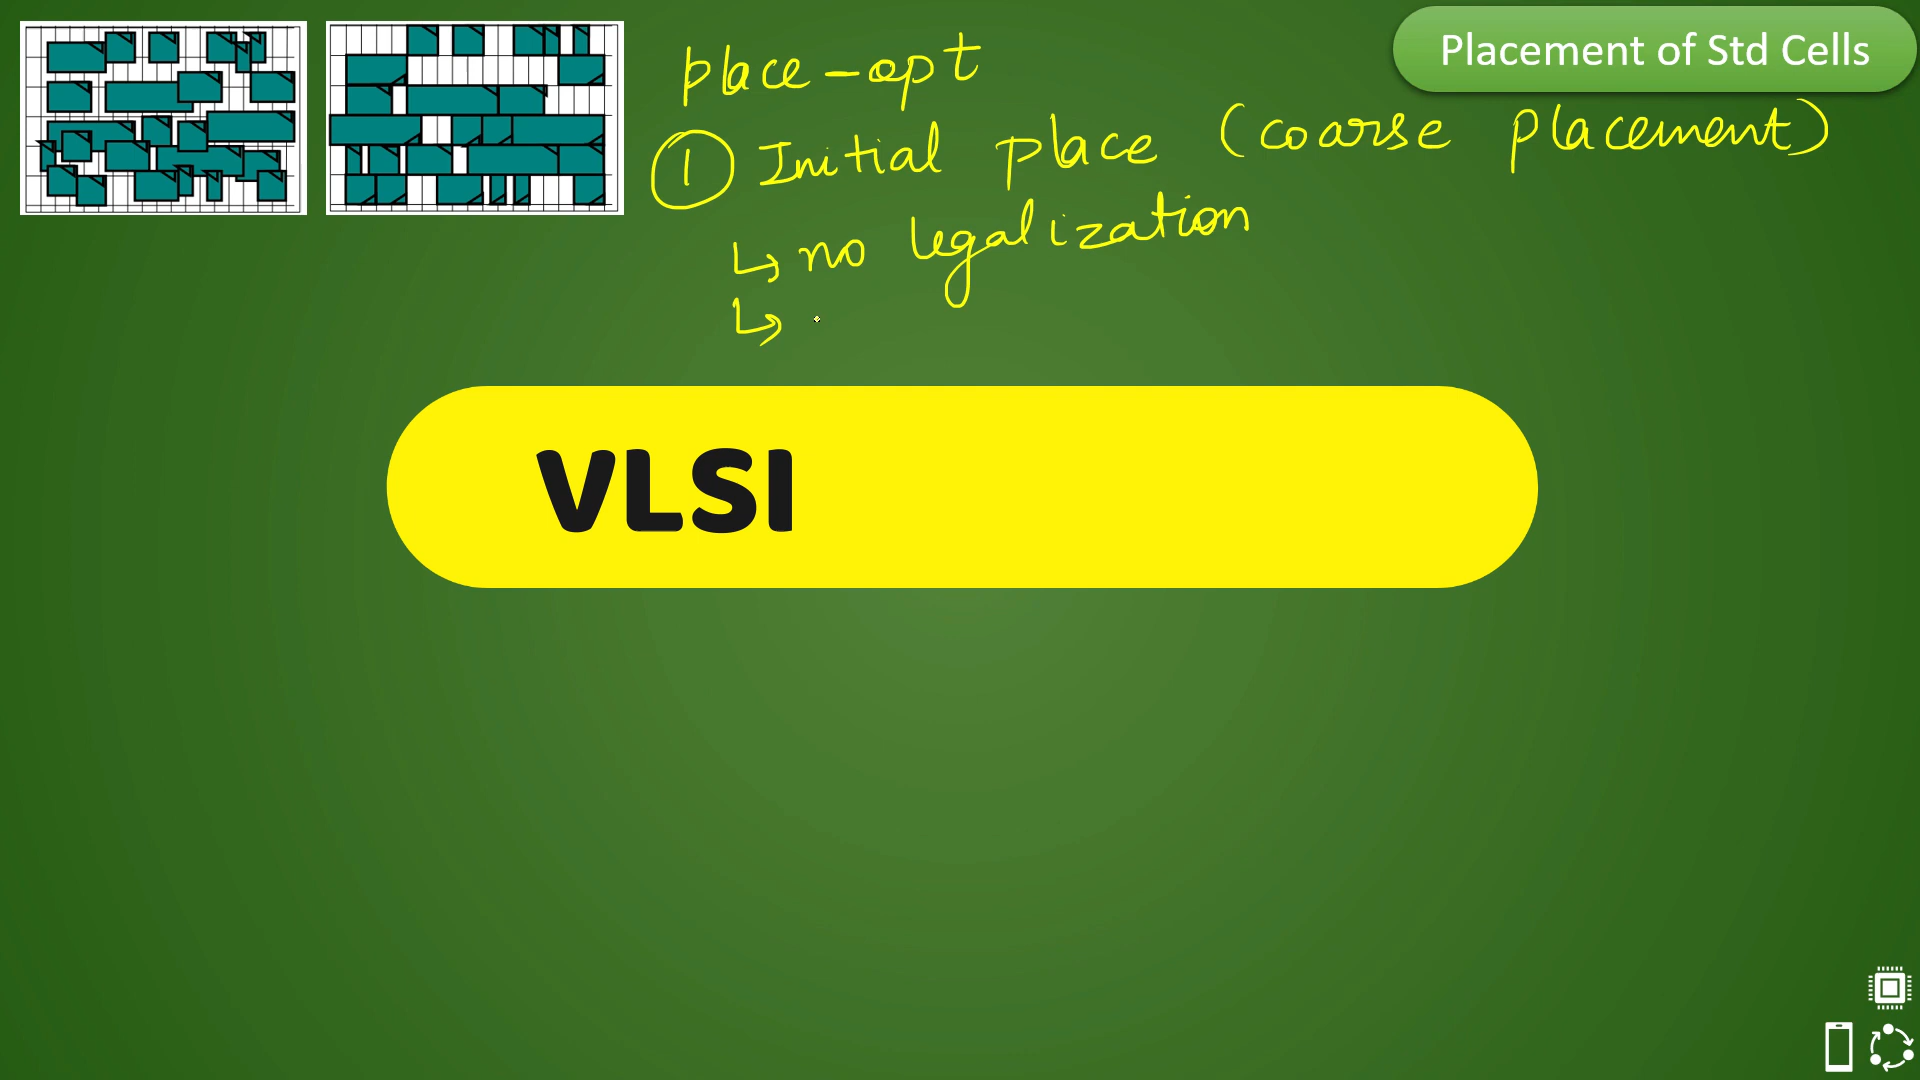 Placement of Std Cells
place-opt
1 Initial place (coarse placement)
↳ no legalization
↳
VLSI